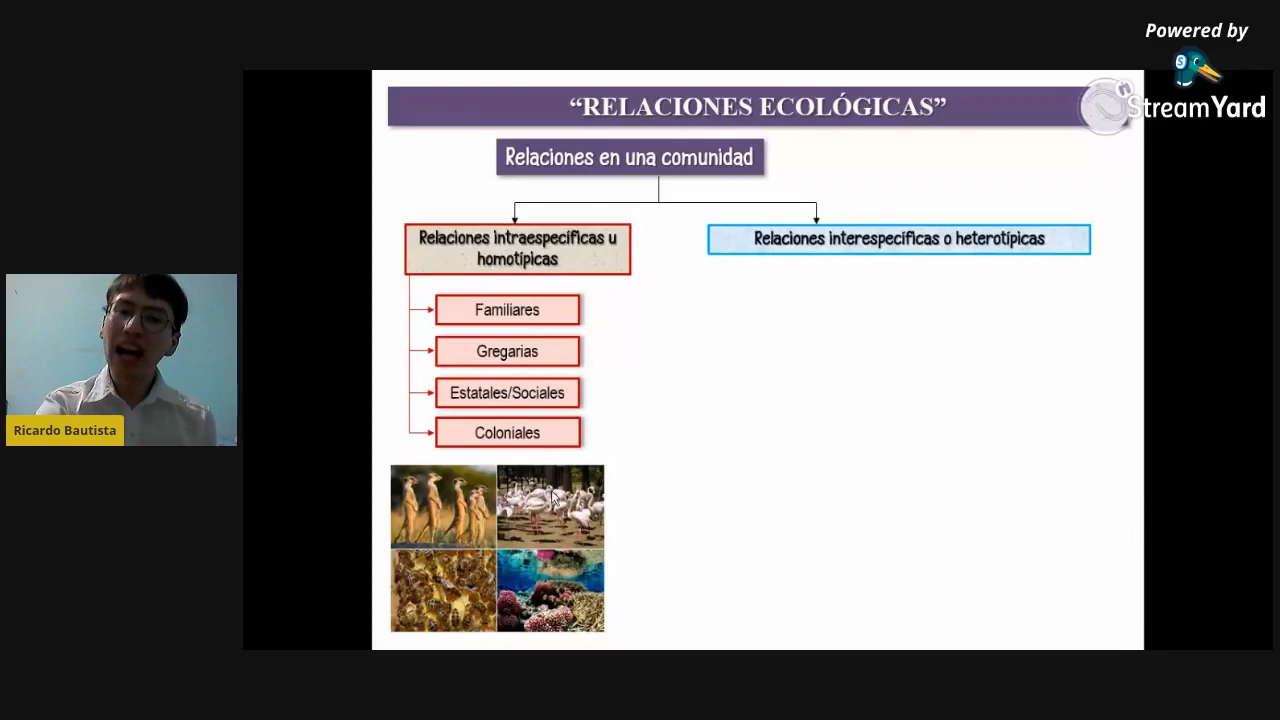 Powered by
StreamYard
“RELACIONES ECOLÓGICAS”
Relaciones en una comunidad
Relaciones intraespecíficas u
homotípicas
Relaciones interespecíficas o heterotípicas
Familiares
Gregarias
Estatales/Sociales
Coloniales
Ricardo Bautista